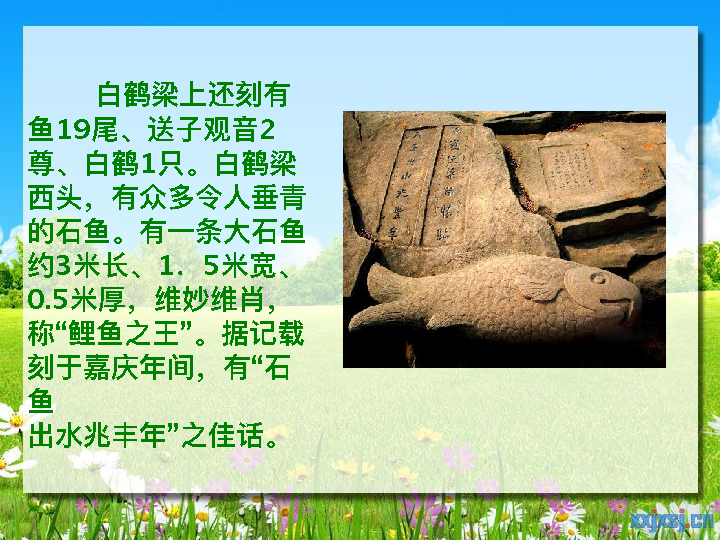 白鹤梁上还刻有
鱼19尾、送子观音2
尊、白鹤1只。白鹤梁
西头，有众多令人垂青
的石鱼。有一条大石鱼
约3米长、1．5米宽、
0.5米厚，维妙维肖，
称“鲤鱼之王”。据记载
刻于嘉庆年间，有“石
鱼
出水兆丰年”之佳话。
xxjxsj.cn